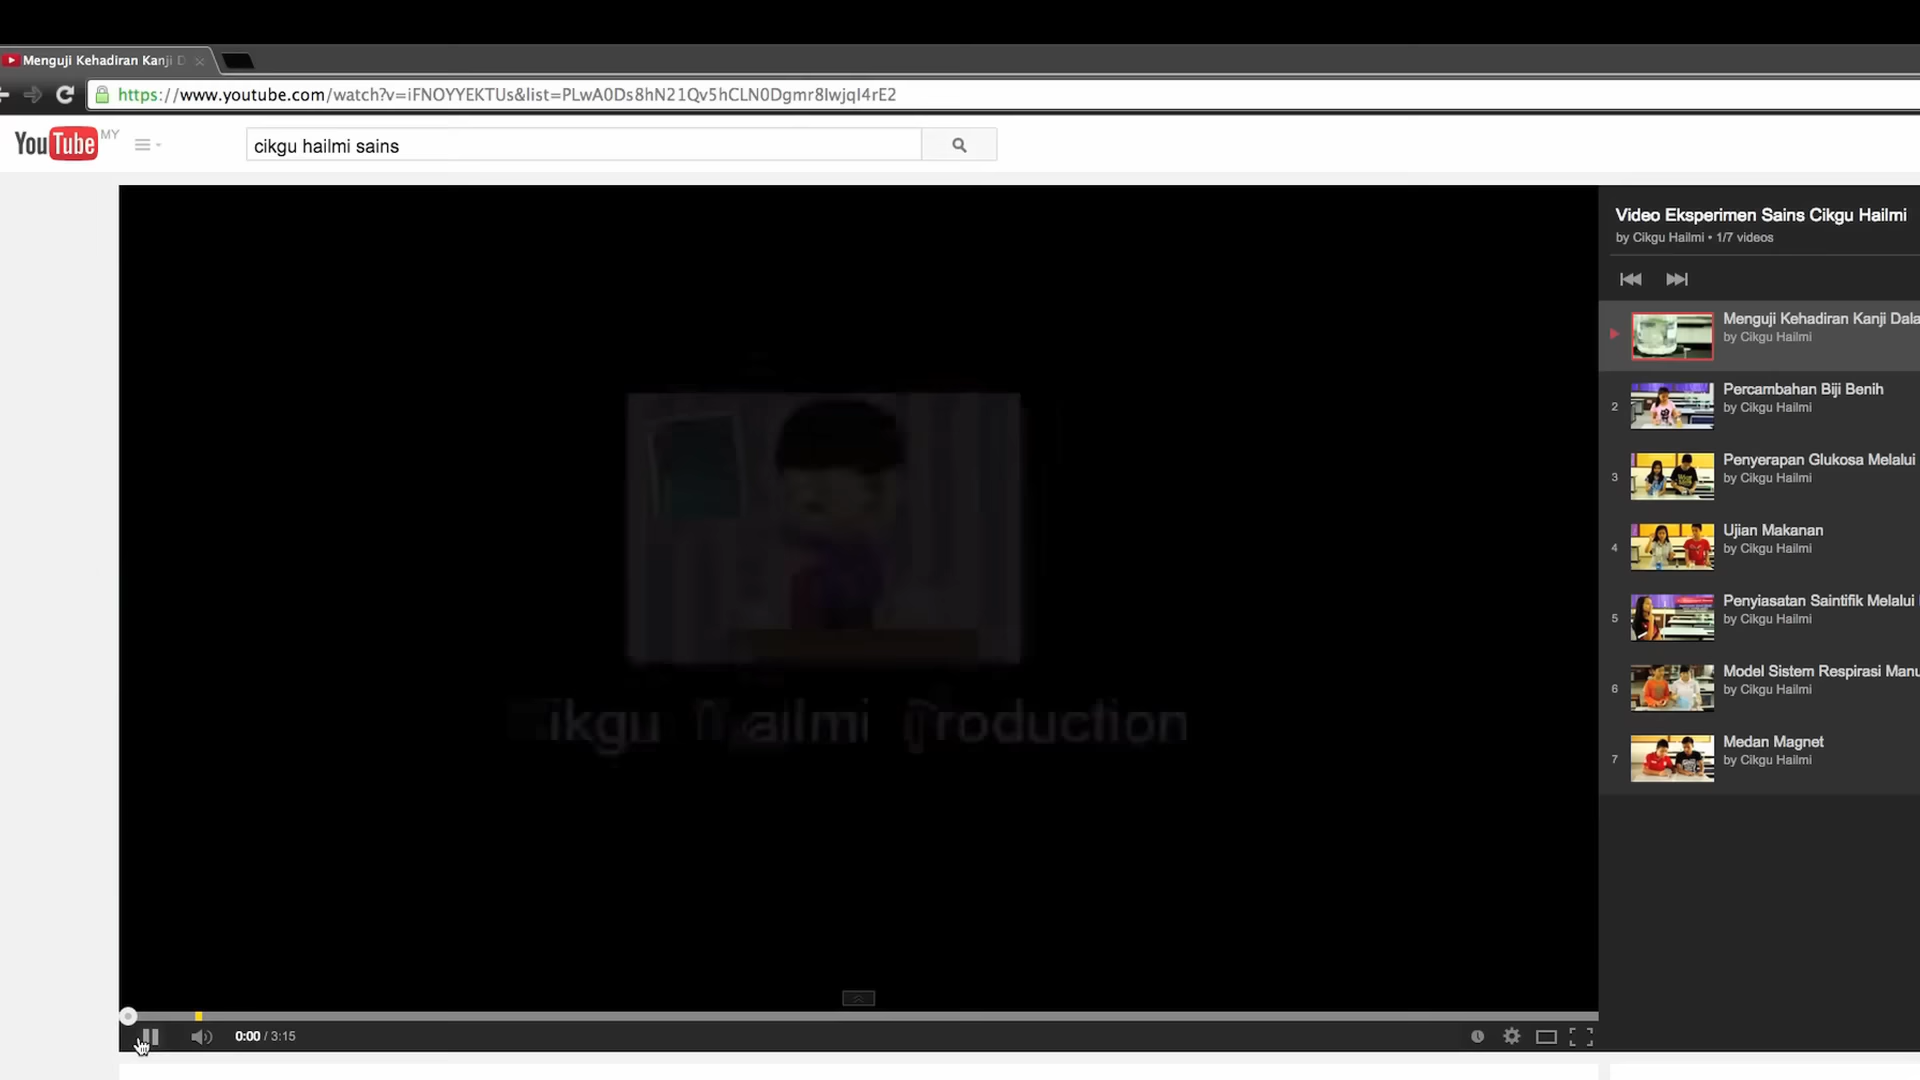 Menguji Kehadiran Kanji D
https://www.youtube.com/watch?v=iFNOYYEKTUs&list=PLwA0Ds8hN21Qv5hCLN0Dgmr8lwjqI4rE2
YouTube MY
cikgu hailmi sains
Video Eksperimen Sains Cikgu Hailmi
by Cikgu Hailmi • 1/7 videos
Menguji Kehadiran Kanji Dala
by Cikgu Hailmi
2
Percambahan Biji Benih
by Cikgu Hailmi
3
Penyerapan Glukosa Melalui
by Cikgu Hailmi
4
Ujian Makanan
by Cikgu Hailmi
5
Penyiasatan Saintifik Melalui
by Cikgu Hailmi
6
Model Sistem Respirasi Manu
by Cikgu Hailmi
7
Medan Magnet
by Cikgu Hailmi
Cikgu Hailmi Production
0:00 / 3:15